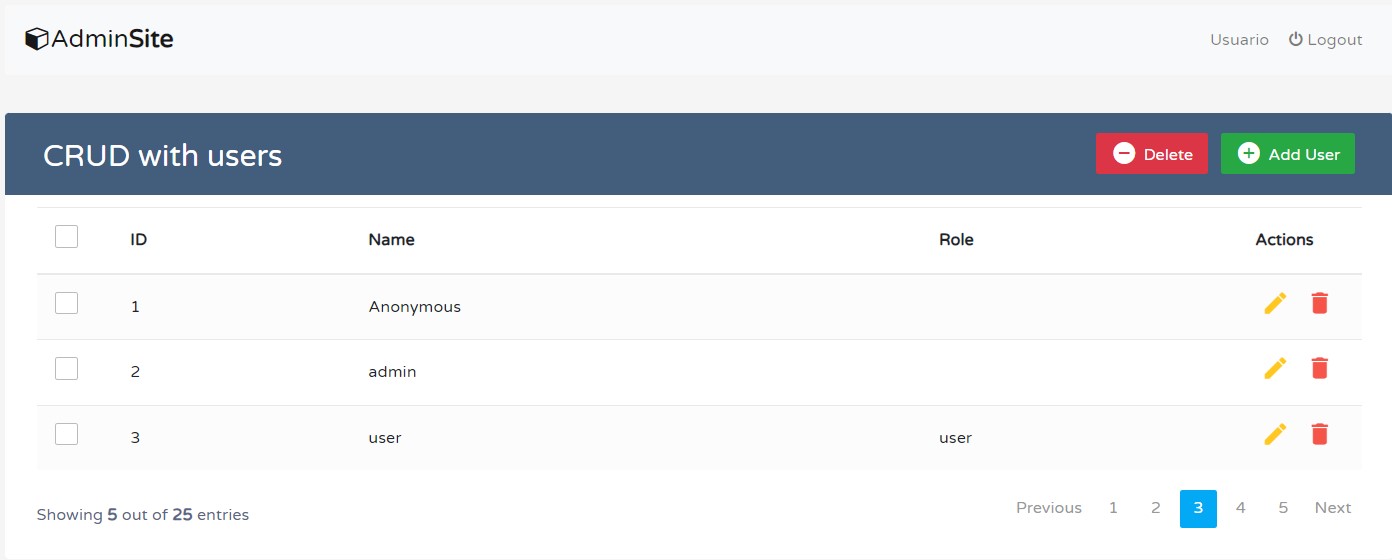 AdminSite
Usuario Logout
CRUD with users
Delete Add User
ID Name Role Actions
1 Anonymous
2 admin
3 user user
Showing 5 out of 25 entries
Previous 1 2 3 4 5 Next